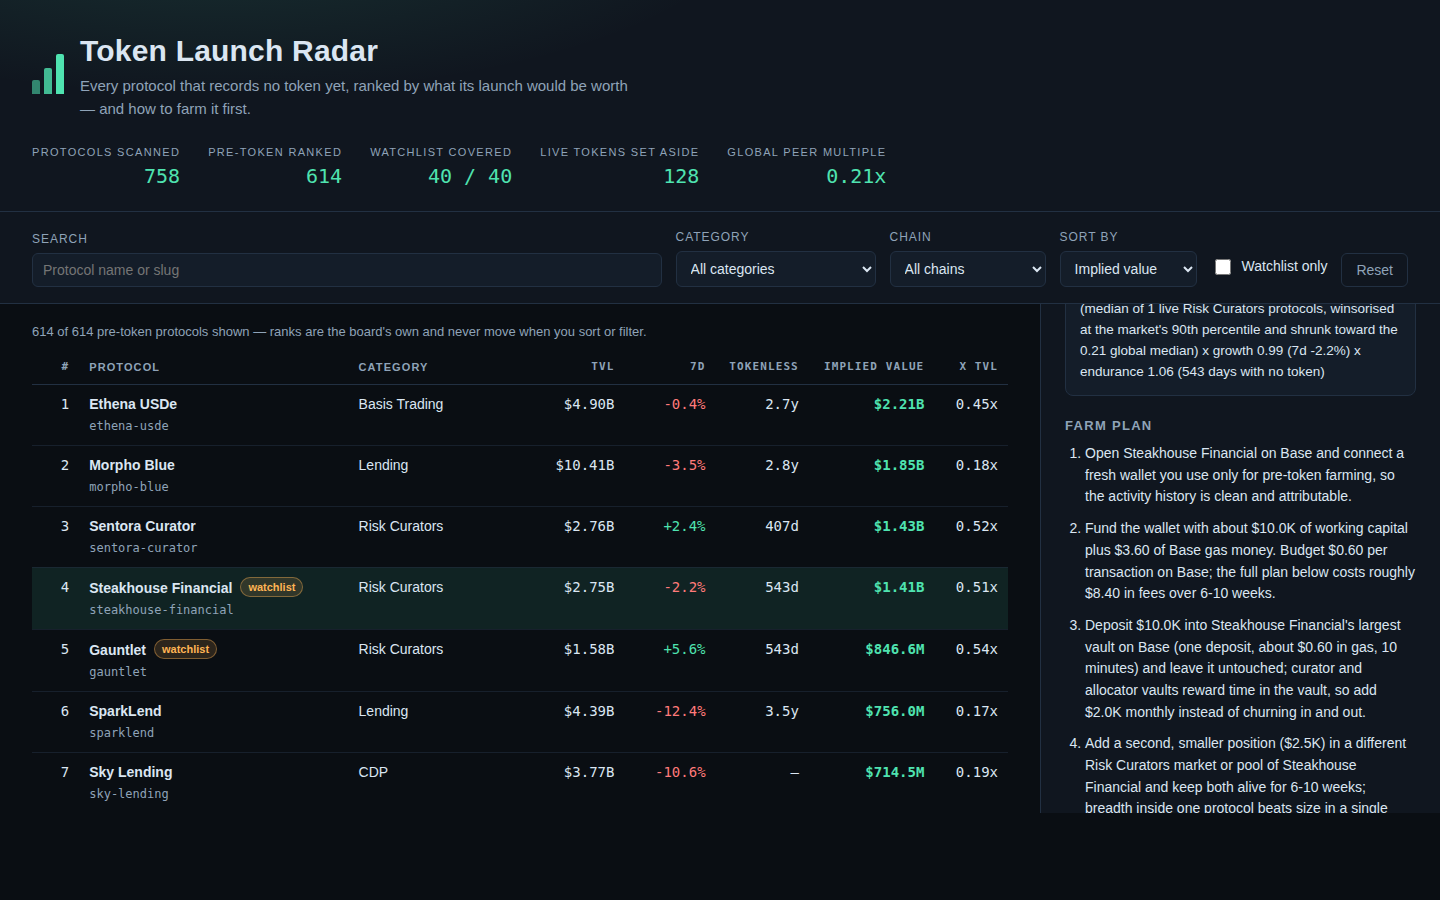 Token Launch Radar
Every protocol that records no token yet, ranked by what its launch would be worth
— and how to farm it first.
PROTOCOLS SCANNED
758
PRE-TOKEN RANKED
614
WATCHLIST COVERED
40 / 40
LIVE TOKENS SET ASIDE
128
GLOBAL PEER MULTIPLE
0.21x
SEARCH
Protocol name or slug
CATEGORY
All categories
CHAIN
All chains
SORT BY
Implied value
Watchlist only
Reset
614 of 614 pre-token protocols shown — ranks are the board's own and never move when you sort or filter.
# PROTOCOL CATEGORY TVL 7D TOKENLESS IMPLIED VALUE X TVL
1 Ethena USDe Basis Trading $4.90B -0.4% 2.7y $2.21B 0.45x
ethena-usde
2 Morpho Blue Lending $10.41B -3.5% 2.8y $1.85B 0.18x
morpho-blue
3 Sentora Curator Risk Curators $2.76B +2.4% 407d $1.43B 0.52x
sentora-curator
4 Steakhouse Financial watchlist Risk Curators $2.75B -2.2% 543d $1.41B 0.51x
steakhouse-financial
5 Gauntlet watchlist Risk Curators $1.58B +5.6% 543d $846.6M 0.54x
gauntlet
6 SparkLend Lending $4.39B -12.4% 3.5y $756.0M 0.17x
sparklend
7 Sky Lending CDP $3.77B -10.6% – $714.5M 0.19x
sky-lending
(median of 1 live Risk Curators protocols, winsorised
at the market's 90th percentile and shrunk toward the
0.21 global median) x growth 0.99 (7d -2.2%) x
endurance 1.06 (543 days with no token)
FARM PLAN
1. Open Steakhouse Financial on Base and connect a
fresh wallet you use only for pre-token farming, so
the activity history is clean and attributable.
2. Fund the wallet with about $10.0K of working capital
plus $3.60 of Base gas money. Budget $0.60 per
transaction on Base; the full plan below costs roughly
$8.40 in fees over 6-10 weeks.
3. Deposit $10.0K into Steakhouse Financial's largest
vault on Base (one deposit, about $0.60 in gas, 10
minutes) and leave it untouched; curator and
allocator vaults reward time in the vault, so add
$2.0K monthly instead of churning in and out.
4. Add a second, smaller position ($2.5K) in a different
Risk Curators market or pool of Steakhouse
Financial and keep both alive for 6-10 weeks;
breadth inside one protocol beats size in a single